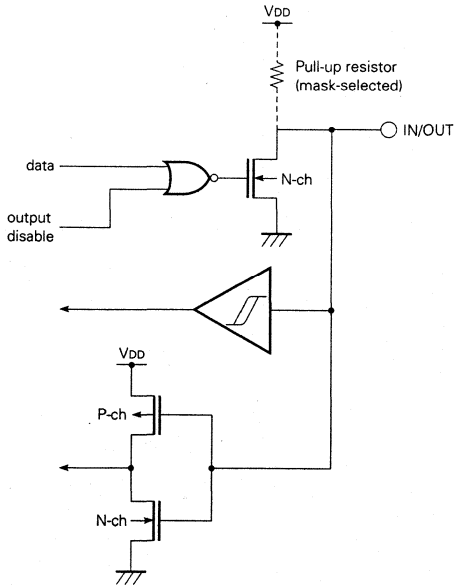 VDD
Pull-up resistor
(mask-selected)
IN/OUT
data
N-ch
output
disable
VDD
P-ch
N-ch